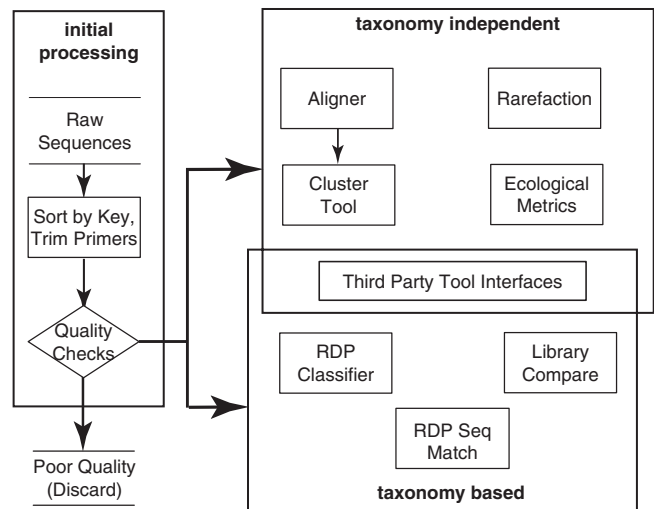 initial
processing
Raw
Sequences
Sort by Key,
Trim Primers
Quality
Checks
Poor Quality
(Discard)
taxonomy independent
Aligner
Rarefaction
Cluster
Tool
Ecological
Metrics
Third Party Tool Interfaces
RDP
Classifier
Library
Compare
RDP Seq
Match
taxonomy based